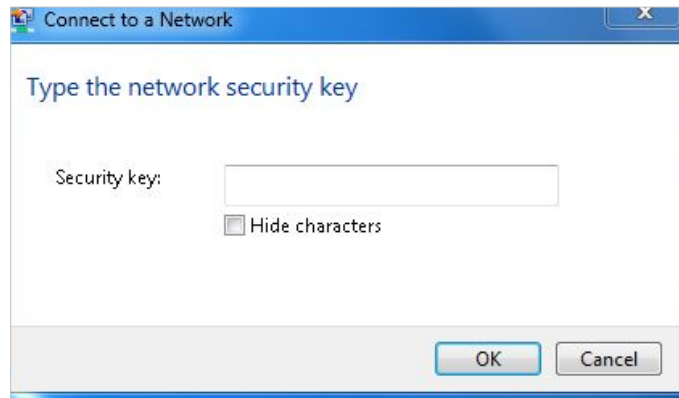 Connect to a Network
X
Type the network security key
Security key:
Hide characters
OK Cancel